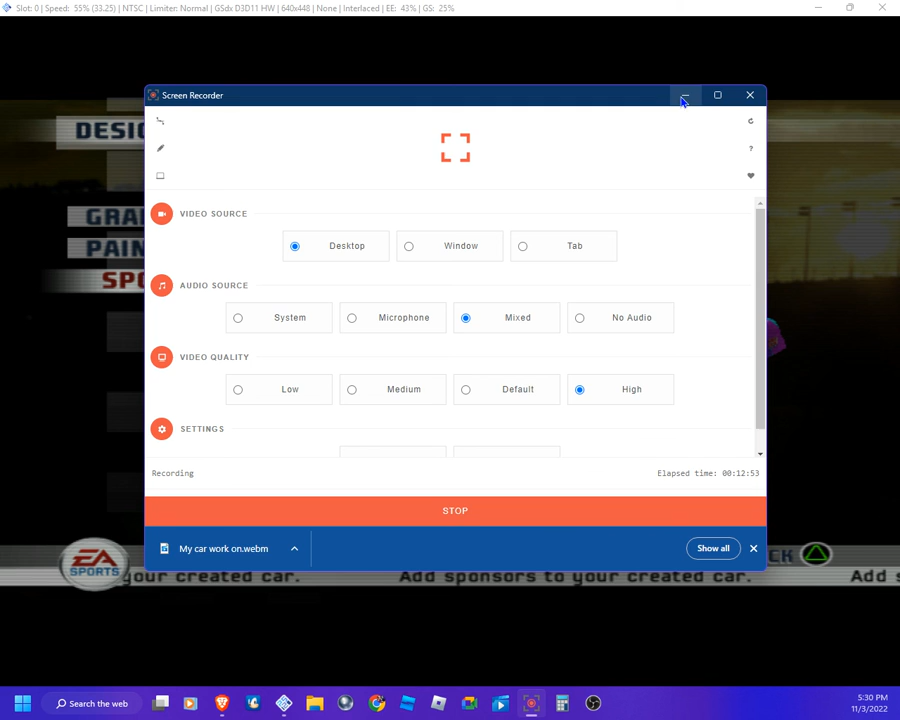 Slot: 0 | Speed: 55% (33.25) | NTSC | Limiter: Normal | GSdx D3D11 HW | 640x448 | None | Interlaced | EE: 43% | GS: 25%
Screen Recorder
DESIG
GRA
PAIN
SPO
VIDEO SOURCE
Desktop Window Tab
AUDIO SOURCE
System Microphone Mixed No Audio
VIDEO QUALITY
Low Medium Default High
SETTINGS
Recording Elapsed time: 00:12:53
STOP
My car work on.webm Show all
CK
EA
SPORTS
your created car. Add sponsors to your created car. Add s
Search the web
5:30 PM
11/3/2022